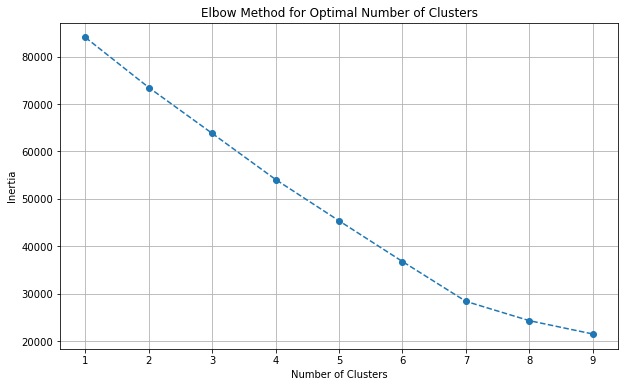 Elbow Method for Optimal Number of Clusters
80000
70000
60000
50000
40000
30000
20000
Inertia
1 2 3 4 5 6 7 8 9
Number of Clusters